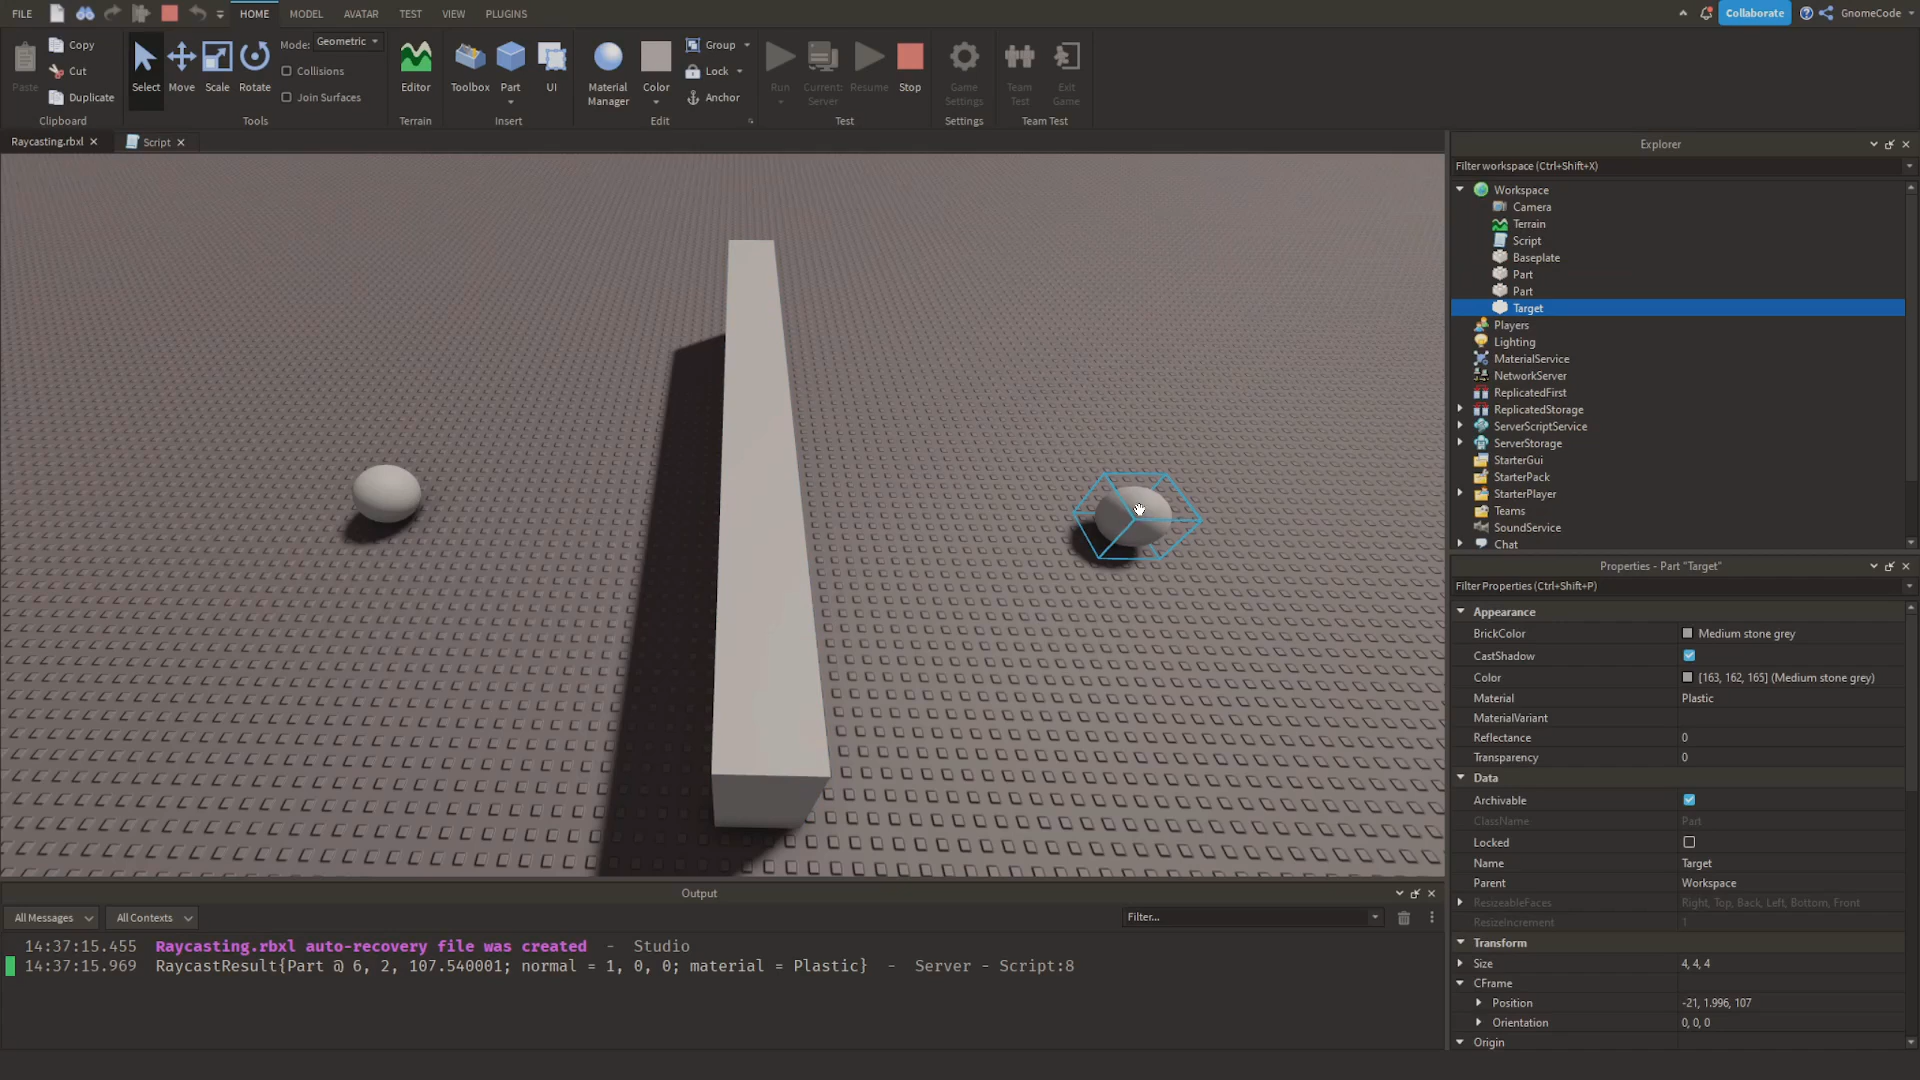 FILE HOME MODEL AVATAR TEST VIEW PLUGINS Collaborate GnomeCode
Paste Copy Cut Duplicate Clipboard
Select Move Scale Rotate Mode: Geometric Collisions Join Surfaces Tools
Editor Terrain
Toolbox Part UI Insert
Material Manager Color Group Lock Anchor Edit
Run Current: Server Resume Stop Test
Game Settings Settings
Team Test Exit Game Team Test
Raycasting.rbxl Script
Explorer
Filter workspace (Ctrl+Shift+X)
Workspace
Camera
Terrain
Script
Baseplate
Part
Part
Target
Players
Lighting
MaterialService
NetworkServer
ReplicatedFirst
ReplicatedStorage
ServerScriptService
ServerStorage
StarterGui
StarterPack
StarterPlayer
Teams
SoundService
Chat
Properties - Part "Target"
Filter Properties (Ctrl+Shift+P)
Appearance
BrickColor Medium stone grey
CastShadow
Color [163, 162, 165] (Medium stone grey)
Material Plastic
MaterialVariant
Reflectance 0
Transparency 0
Data
Archivable
ClassName Part
Locked
Name Target
Parent Workspace
ResizeableFaces Right, Top, Back, Left, Bottom, Front
ResizeIncrement 1
Transform
Size 4, 4, 4
CFrame
Position -21, 1.996, 107
Orientation 0, 0, 0
Origin
Output
All Messages All Contexts Filter...
14:37:15.455 Raycasting.rbxl auto-recovery file was created - Studio
14:37:15.969 RaycastResult{Part @ 6, 2, 107.540001; normal = 1, 0, 0; material = Plastic} - Server - Script:8